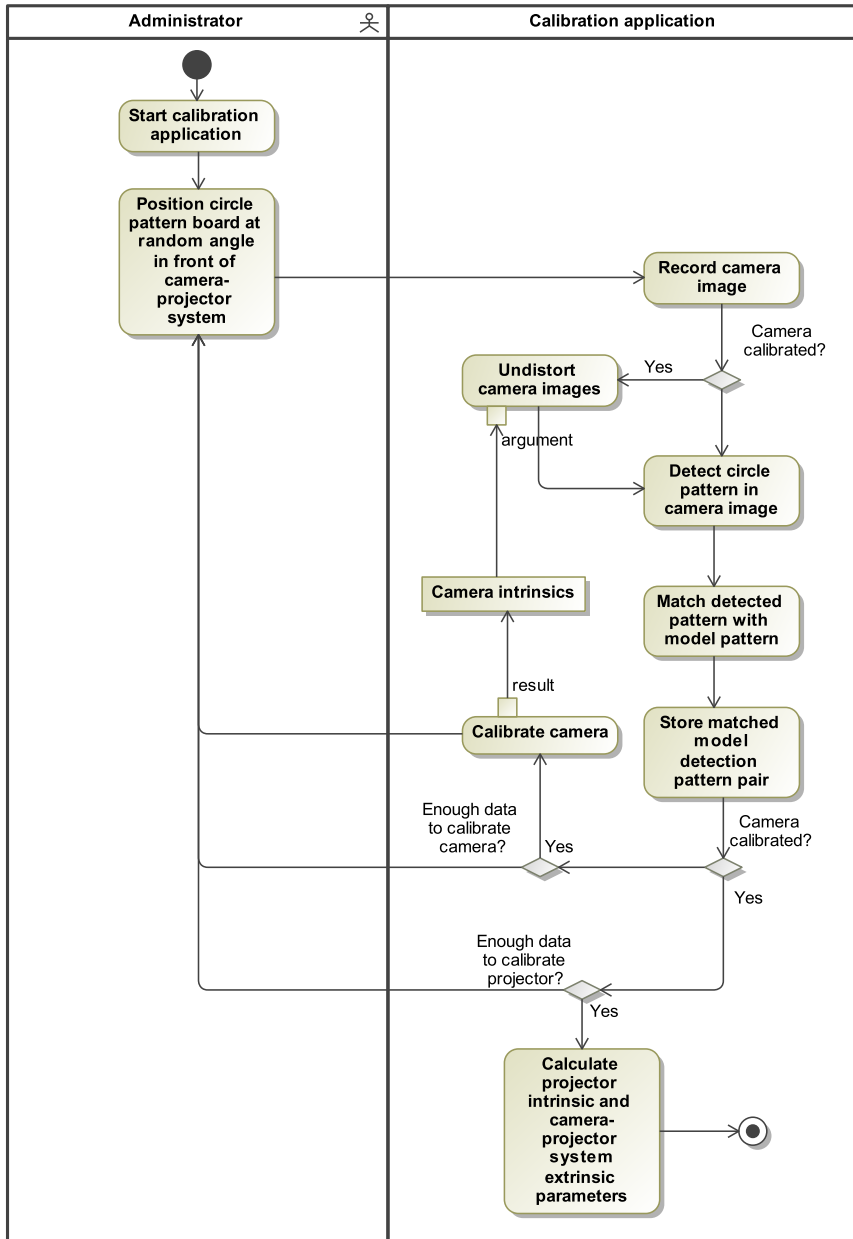 Administrator
Calibration application
Start calibration
application
Position circle
pattern board at
random angle
in front of
camera-
projector
system
Record camera
image
Camera
calibrated?
Yes
Undistort
camera images
argument
Detect circle
pattern in
camera image
Camera intrinsics
Match detected
pattern with
model pattern
result
Calibrate camera
Store matched
model
detection
pattern pair
Enough data
to calibrate
camera?
Yes
Camera
calibrated?
Yes
Enough data
to calibrate
projector?
Yes
Calculate
projector
intrinsic and
camera-
projector
system
extrinsic
parameters